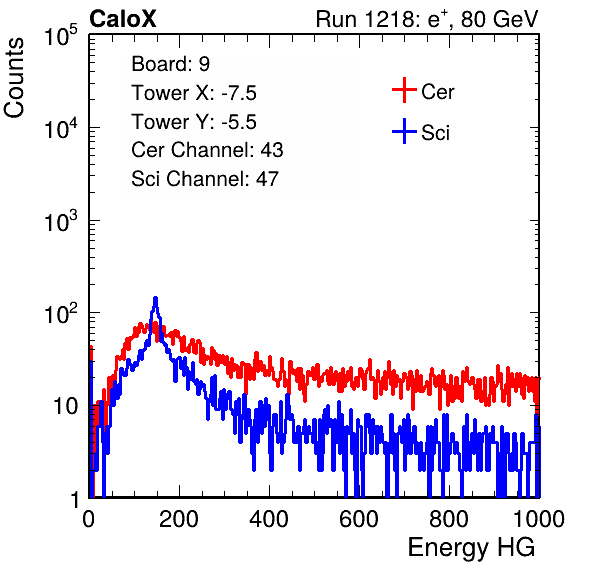 CaloX Run 1218: e⁺, 80 GeV
Counts
10⁵
10⁴
10³
10²
10
1
Board: 9
Tower X: -7.5
Tower Y: -5.5
Cer Channel: 43
Sci Channel: 47
Cer
Sci
0 200 400 600 800 1000
Energy HG